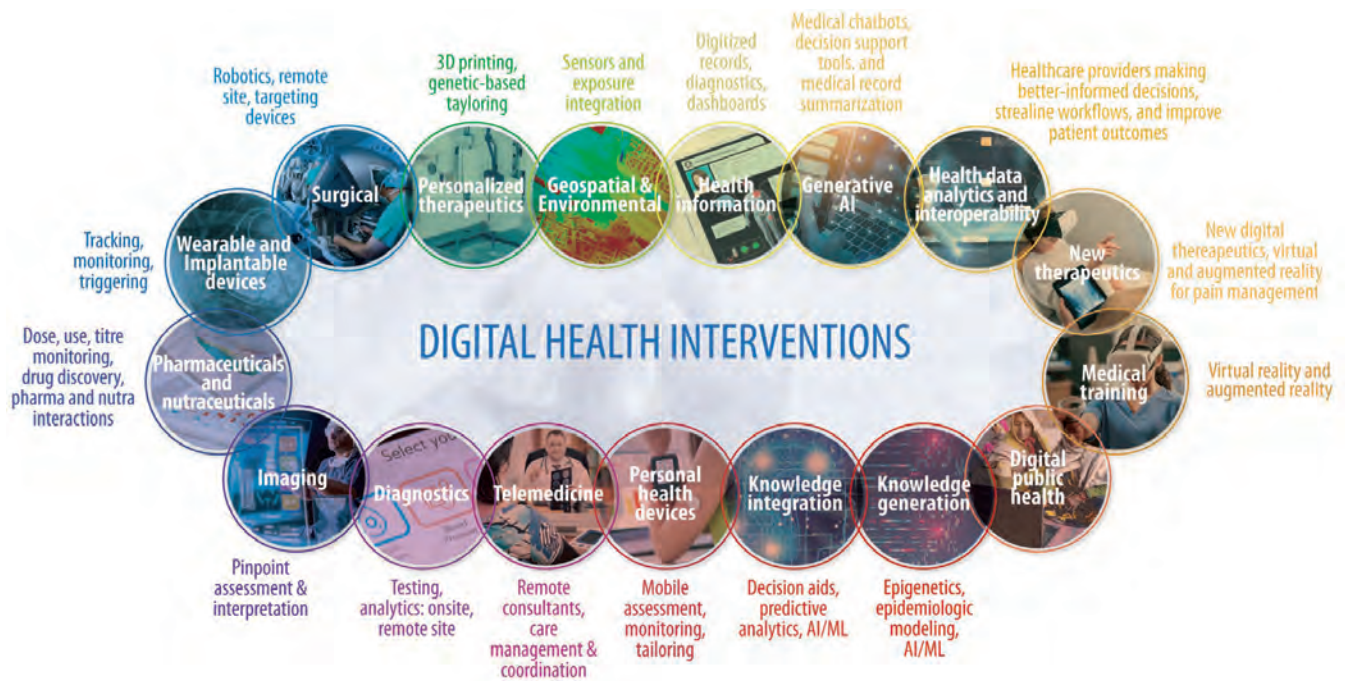 Robotics, remote
site, targeting
devices
3D printing,
genetic-based
tayloring
Sensors and
exposure
integration
Digitized
records,
diagnostics,
dashboards
Medical chatbots,
decision support
tools. and
medical record
summarization
Healthcare providers making
better-informed decisions,
strealine workflows, and improve
patient outcomes
Surgical
Personalized
therapeutics
Geospatial &
Environmental
Health
information
Generative
AI
Health data
analytics and
interoperability
Tracking,
monitoring,
triggering
Wearable and
Implantable
devices
New
therapeutics
New digital
thereapeutics, virtual
and augmented reality
for pain management
DIGITAL HEALTH INTERVENTIONS
Dose, use, titre
monitoring,
drug discovery,
pharma and nutra
interactions
Pharmaceuticals
and
nutraceuticals
Medical
training
Virtual reality and
augmented reality
Imaging
Select you
Diagnostics
Telemedicine
Personal
health
devices
Knowledge
integration
Knowledge
generation
Digital
public
health
Pinpoint
assessment &
interpretation
Testing,
analytics: onsite,
remote site
Remote
consultants,
care
management &
coordination
Mobile
assessment,
monitoring,
tailoring
Decision aids,
predictive
analytics, AI/ML
Epigenetics,
epidemiologic
modeling,
AI/ML